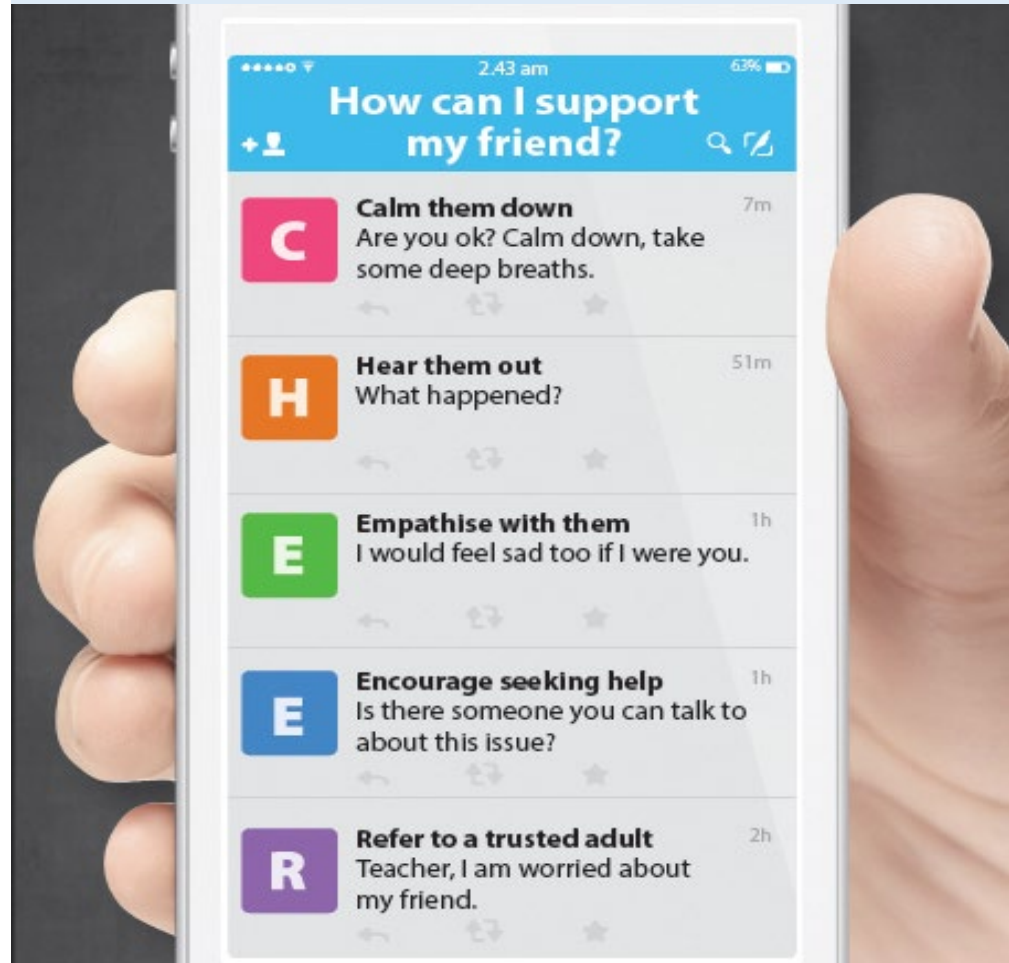 2.43 am
63%
How can I support
my friend?
C
Calm them down
7m
Are you ok? Calm down, take
some deep breaths.
H
Hear them out
51m
What happened?
E
Empathise with them
1h
I would feel sad too if I were you.
E
Encourage seeking help
1h
Is there someone you can talk to
about this issue?
R
Refer to a trusted adult
2h
Teacher, I am worried about
my friend.